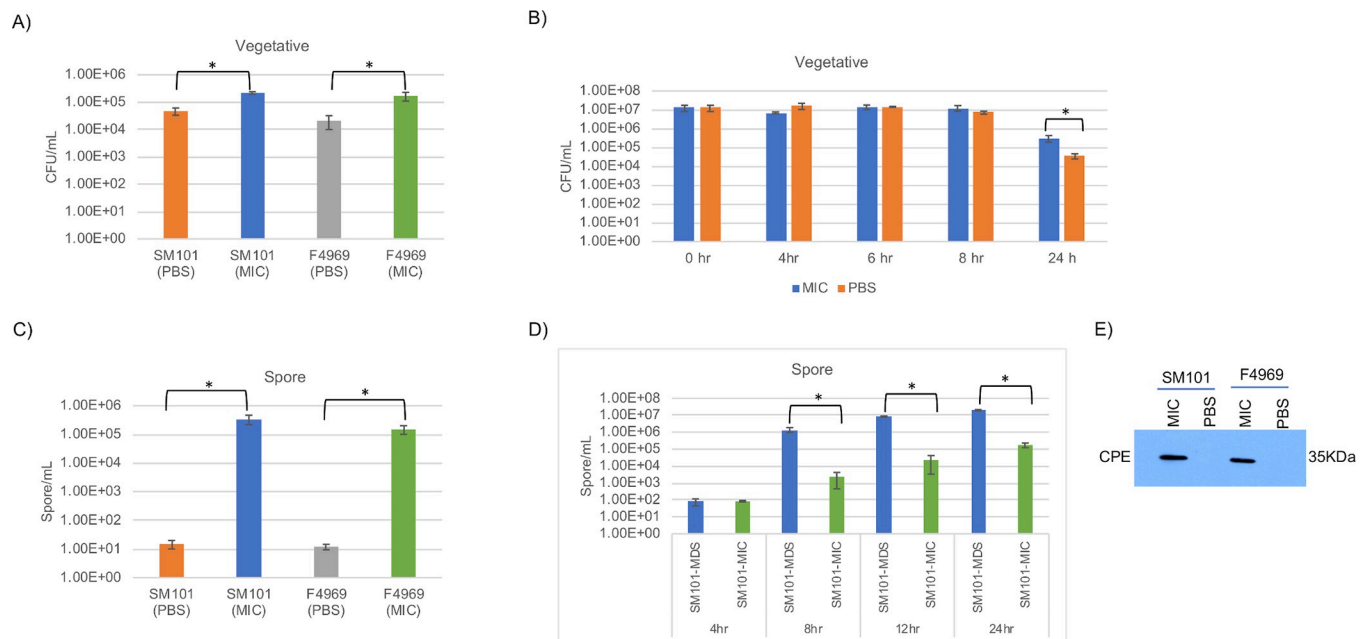 A)
Vegetative
*
*
1.00E+06
1.00E+05
1.00E+04
1.00E+03
1.00E+02
1.00E+01
1.00E+00
CFU/mL
SM101 (PBS)
SM101 (MIC)
F4969 (PBS)
F4969 (MIC)
B)
Vegetative
*
1.00E+08
1.00E+07
1.00E+06
1.00E+05
1.00E+04
1.00E+03
1.00E+02
1.00E+01
1.00E+00
CFU/mL
0 hr
4hr
6 hr
8 hr
24 h
MIC
PBS
C)
Spore
*
*
1.00E+06
1.00E+05
1.00E+04
1.00E+03
1.00E+02
1.00E+01
1.00E+00
Spore/mL
SM101 (PBS)
SM101 (MIC)
F4969 (PBS)
F4969 (MIC)
D)
Spore
*
*
*
1.00E+08
1.00E+07
1.00E+06
1.00E+05
1.00E+04
1.00E+03
1.00E+02
1.00E+01
1.00E+00
Spore/mL
SM101-MDS
SM101-MIC
SM101-MDS
SM101-MIC
SM101-MDS
SM101-MIC
SM101-MDS
SM101-MIC
4hr
8hr
12hr
24hr
E)
SM101
F4969
MIC
PBS
MIC
PBS
CPE
35KDa